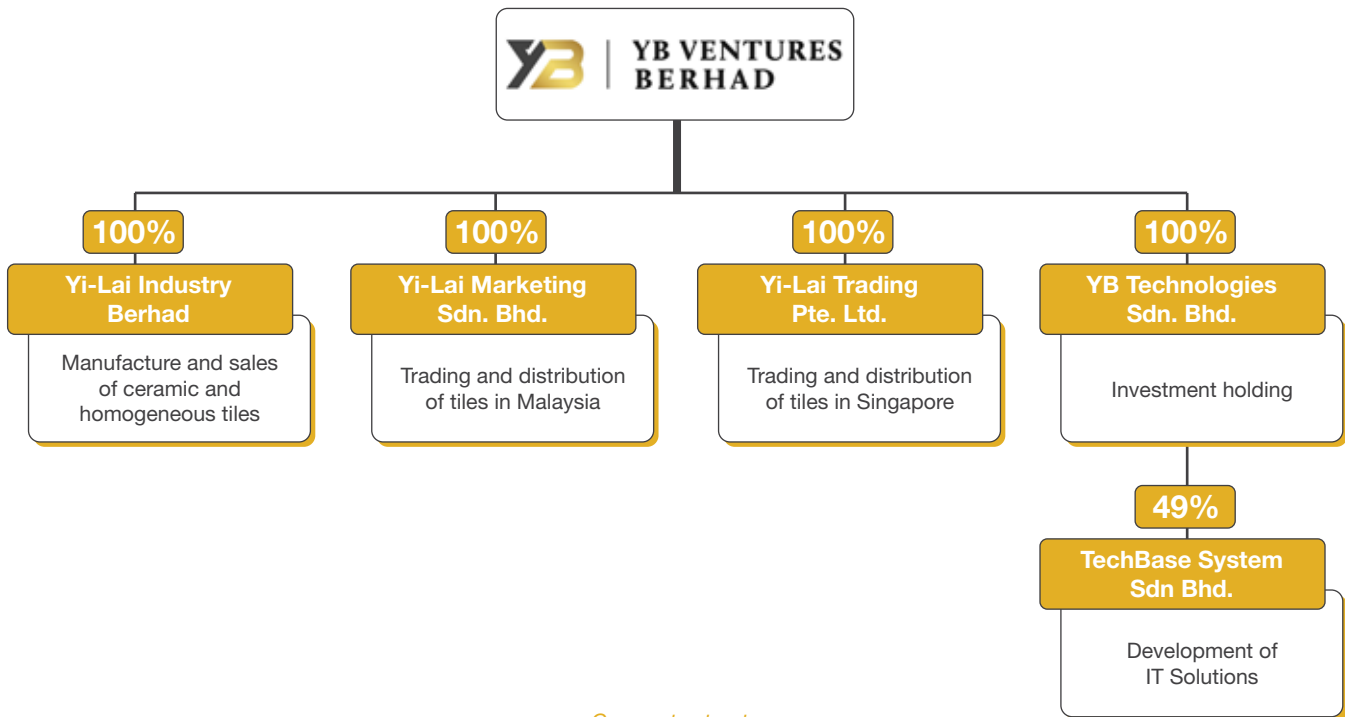 YB | YB VENTURES
BERHAD
100%
Yi-Lai Industry
Berhad
Manufacture and sales
of ceramic and
homogeneous tiles
100%
Yi-Lai Marketing
Sdn. Bhd.
Trading and distribution
of tiles in Malaysia
100%
Yi-Lai Trading
Pte. Ltd.
Trading and distribution
of tiles in Singapore
100%
YB Technologies
Sdn. Bhd.
Investment holding
49%
TechBase System
Sdn Bhd.
Development of
IT Solutions